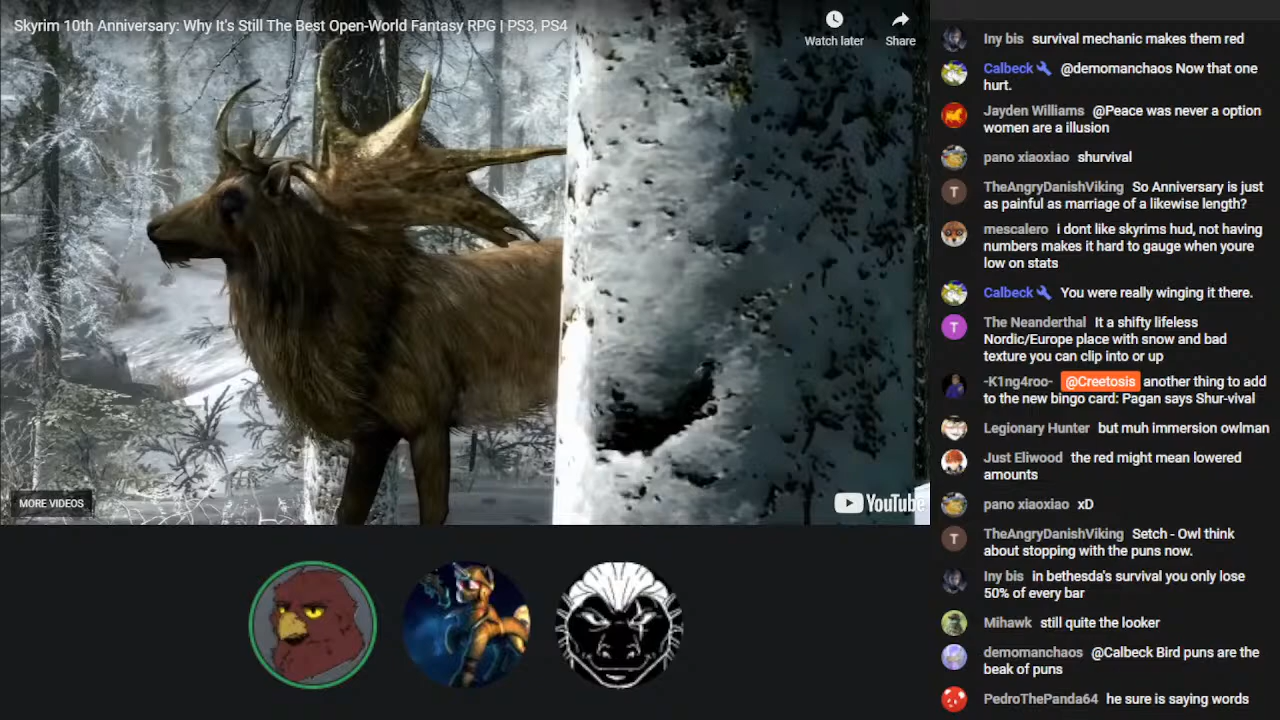 Skyrim 10th Anniversary: Why It's Still The Best Open-World Fantasy RPG | PS3, PS4
Watch later
Share
MORE VIDEOS
YouTube
Iny bis survival mechanic makes them red
Calbeck @demomanchaos Now that one
hurt.
Jayden Williams @Peace was never a option
women are a illusion
pano xiaoxiao shurvival
T
TheAngryDanishViking So Anniversary is just
as painful as marriage of a likewise length?
mescalero i dont like skyrims hud, not having
numbers makes it hard to gauge when youre
low on stats
Calbeck You were really winging it there.
T
The Neanderthal It a shifty lifeless
Nordic/Europe place with snow and bad
texture you can clip into or up
-K1ng4roo- @Creetosis another thing to add
to the new bingo card: Pagan says Shur-vival
Legionary Hunter but muh immersion owlman
Just Eliwood the red might mean lowered
amounts
pano xiaoxiao xD
T
TheAngryDanishViking Setch - Owl think
about stopping with the puns now.
Iny bis in bethesda's survival you only lose
50% of every bar
Mihawk still quite the looker
demomanchaos @Calbeck Bird puns are the
beak of puns
PedroThePanda64 he sure is saying words